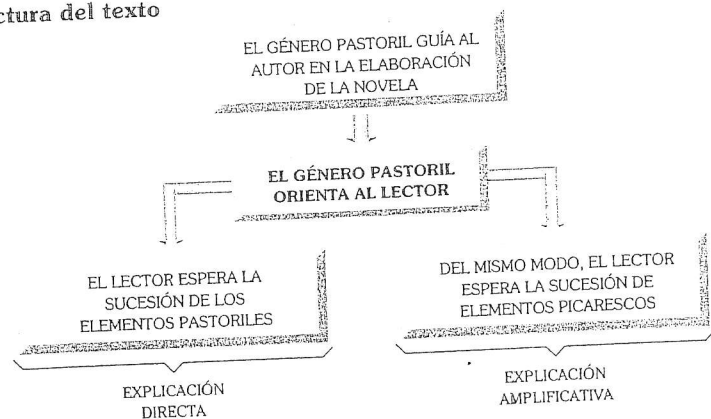 ctura del texto
EL GÉNERO PASTORIL GUÍA AL
AUTOR EN LA ELABORACIÓN
DE LA NOVELA
EL GÉNERO PASTORIL
ORIENTA AL LECTOR
EL LECTOR ESPERA LA
SUCESIÓN DE LOS
ELEMENTOS PASTORILES
DEL MISMO MODO, EL LECTOR
ESPERA LA SUCESIÓN DE
ELEMENTOS PICARESCOS
EXPLICACIÓN
DIRECTA
EXPLICACIÓN
AMPLIFICATIVA